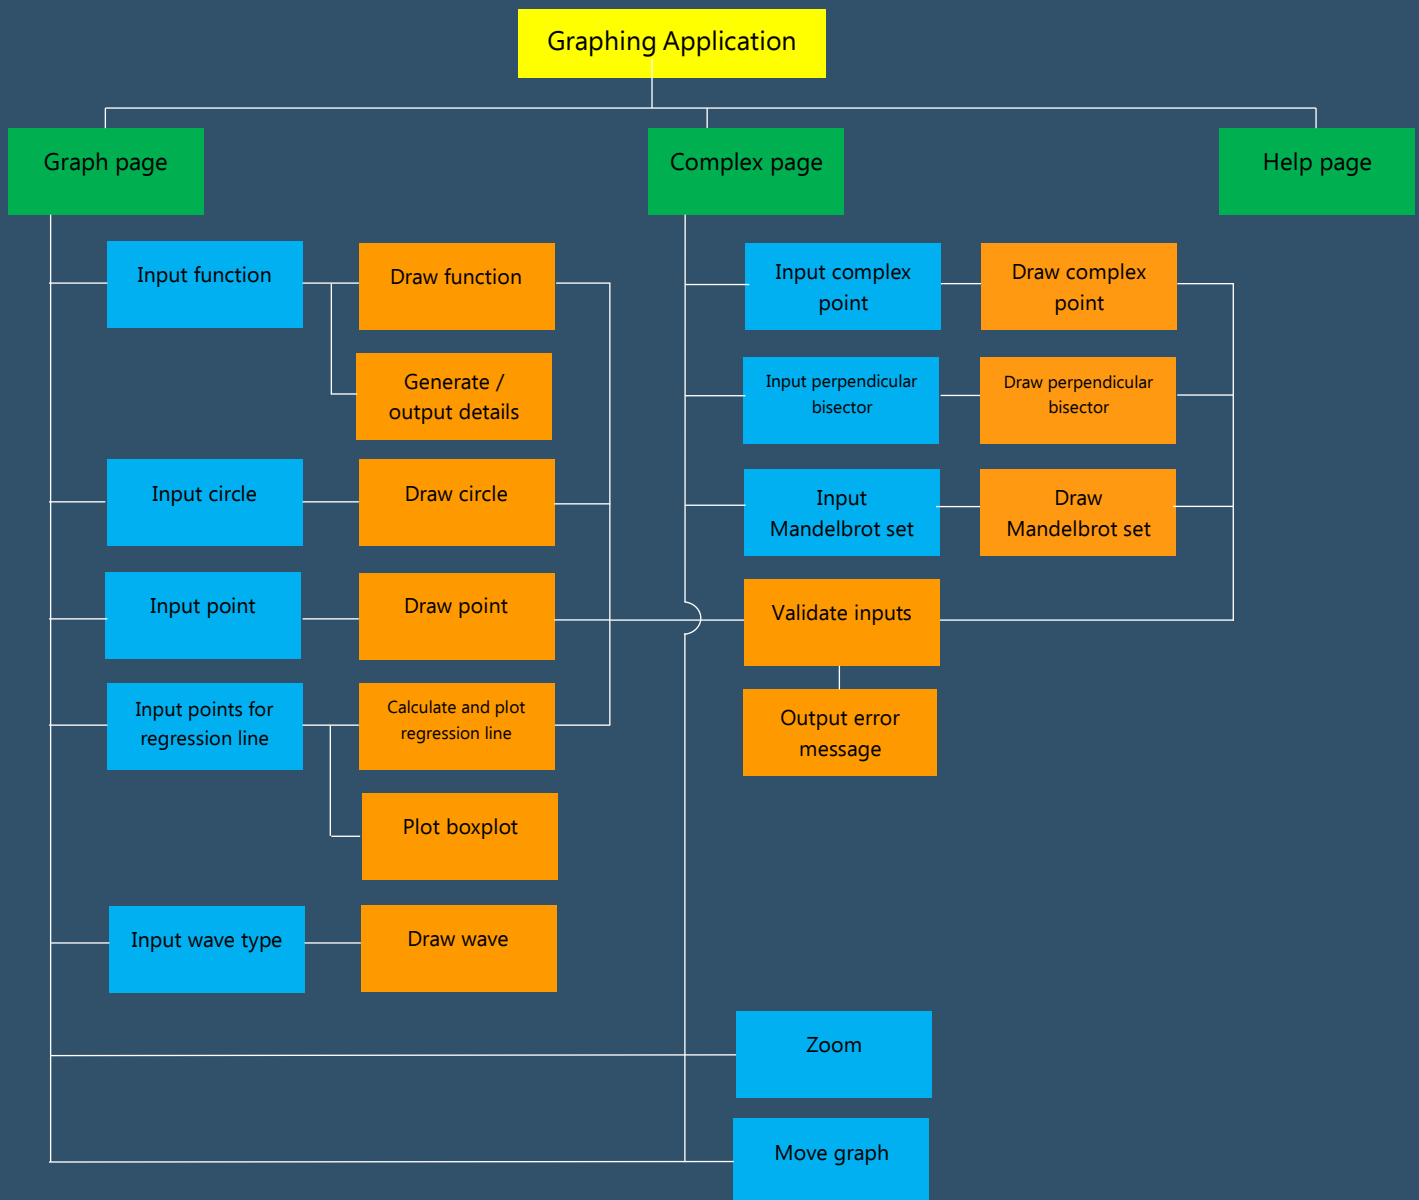 Graphing Application
Graph page
Complex page
Help page
Input function
Draw function
Generate /
output details
Input circle
Draw circle
Input point
Draw point
Input points for
regression line
Calculate and plot
regression line
Plot boxplot
Input wave type
Draw wave
Input complex
point
Draw complex
point
Input perpendicular
bisector
Draw perpendicular
bisector
Input
Mandelbrot set
Draw
Mandelbrot set
Validate inputs
Output error
message
Zoom
Move graph